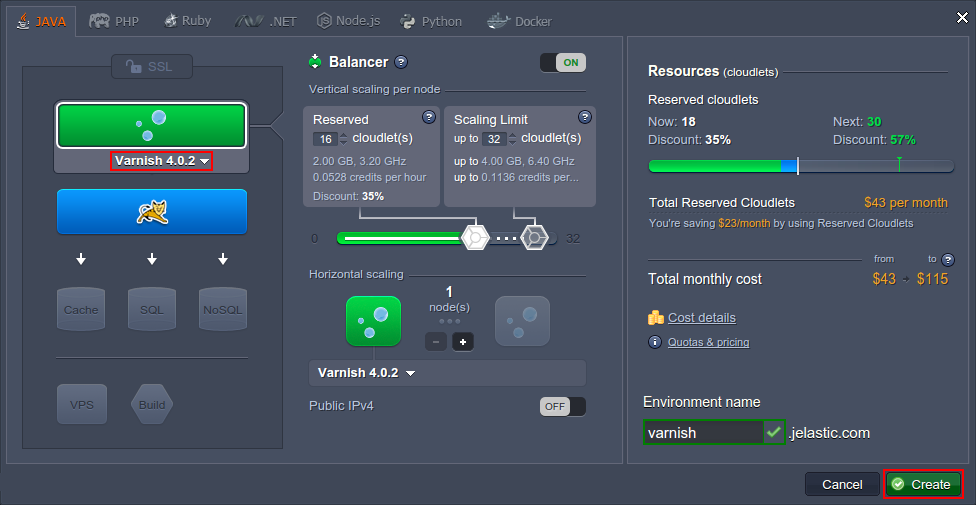 JAVA PHP Ruby .NET Node.js Python Docker
SSL
Varnish 4.0.2
Cache SQL NoSQL
VPS Build
Balancer ? ON
Vertical scaling per node
Reserved ?
16 cloudlet(s)
2.00 GB, 3.20 GHz
0.0528 credits per hour
Discount: 35%
Scaling Limit ?
up to 32 cloudlet(s)
up to 4.00 GB, 6.40 GHz
up to 0.1136 credits per...
0 32
Horizontal scaling
1
node(s)
- +
Varnish 4.0.2
Public IPv4 OFF
Resources (cloudlets)
Reserved cloudlets
Now: 18 Next: 30
Discount: 35% Discount: 57%
Total Reserved Cloudlets $43 per month
You're saving $23/month by using Reserved Cloudlets
from to ?
Total monthly cost $43 $115
Cost details
Quotas & pricing
Environment name
varnish .jelastic.com
Cancel Create